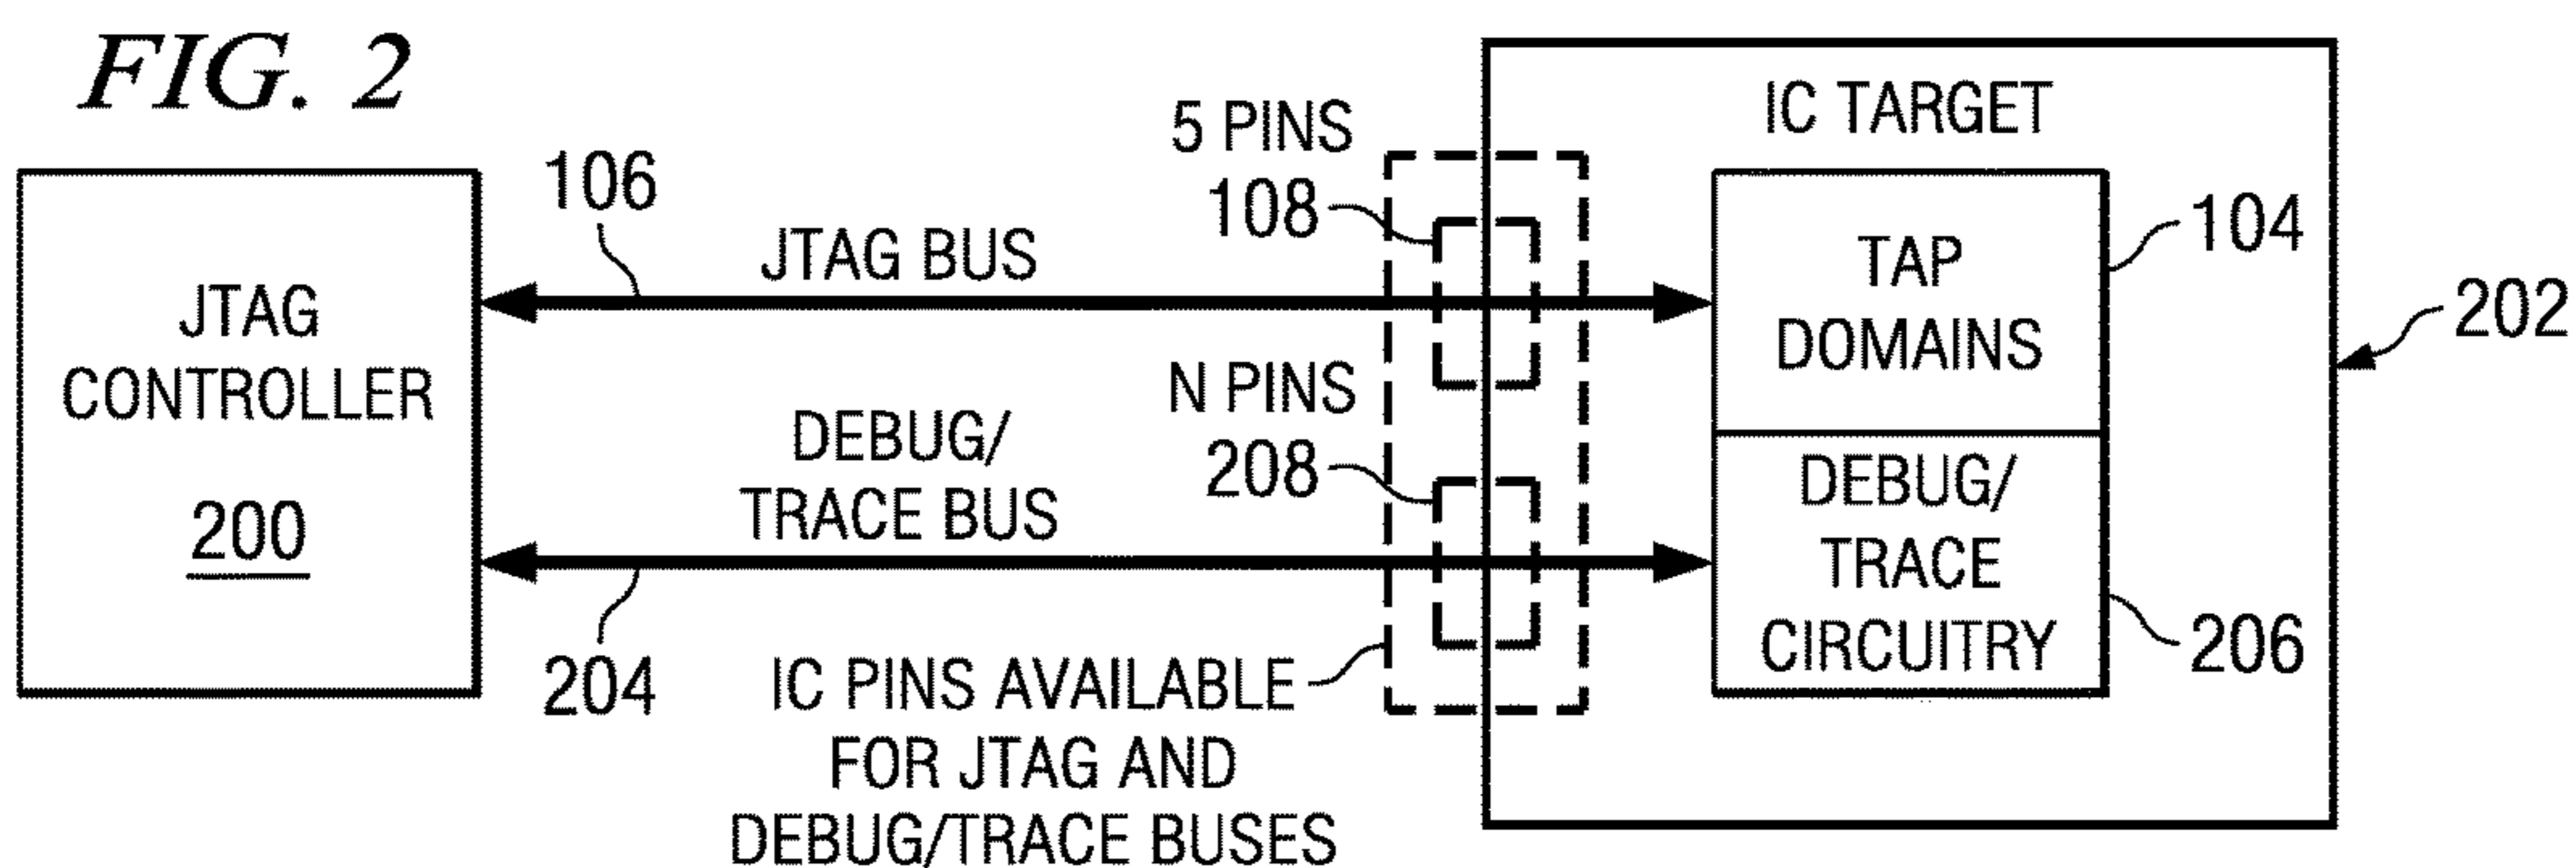 FIG. 2
JTAG
CONTROLLER
200
106
JTAG BUS
DEBUG/
TRACE BUS
204
5 PINS
108
N PINS
208
IC PINS AVAILABLE
FOR JTAG AND
DEBUG/TRACE BUSES
IC TARGET
TAP
DOMAINS
104
DEBUG/
TRACE
CIRCUITRY
206
202